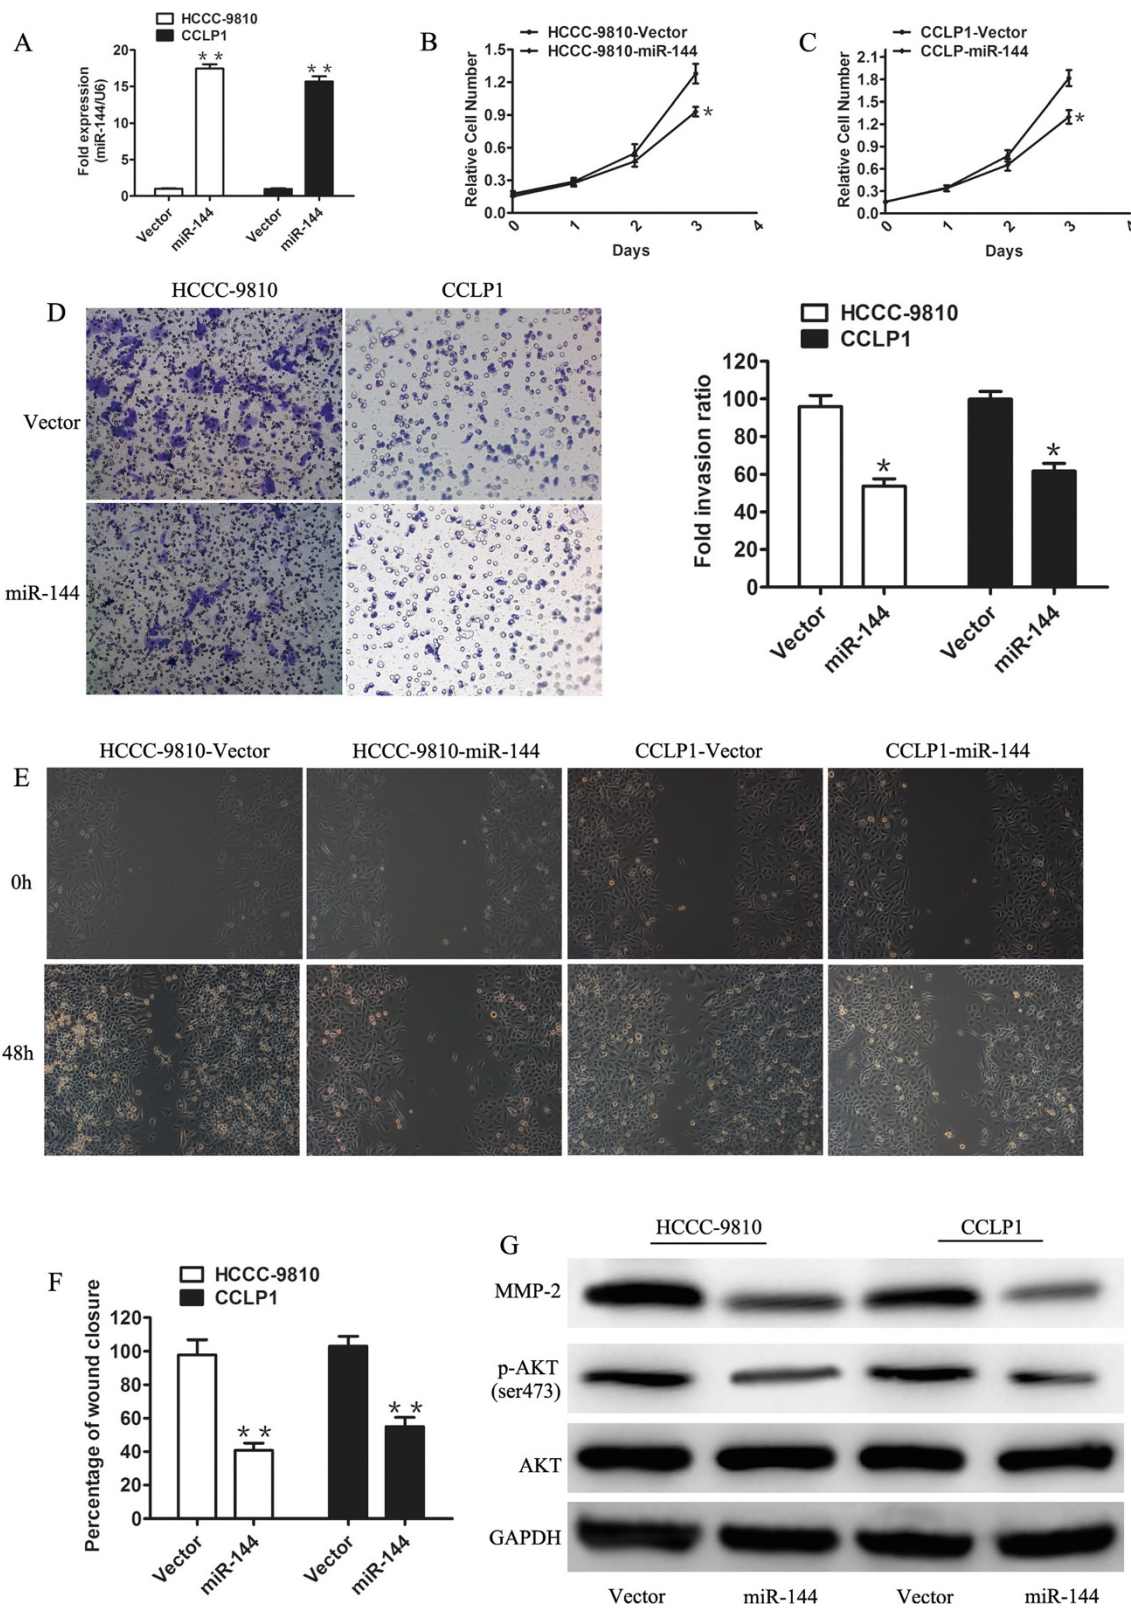 A
HCCC-9810
CCLP1
Fold expression
(miR-144/U6)
20
15
10
5
0
**
**
Vector
miR-144
Vector
miR-144
B
HCCC-9810-Vector
HCCC-9810-miR-144
Relative Cell Number
1.5
1.2
0.9
0.6
0.3
0.0
*
0 1 2 3 4
Days
C
CCLP1-Vector
CCLP-miR-144
Relative Cell Number
2.1
1.8
1.5
1.2
0.9
0.6
0.3
0.0
*
0 1 2 3 4
Days
D
HCCC-9810 CCLP1
Vector
miR-144
HCCC-9810
CCLP1
Fold invasion ratio
120
100
80
60
40
20
0
*
*
Vector
miR-144
Vector
miR-144
E
HCCC-9810-Vector HCCC-9810-miR-144 CCLP1-Vector CCLP1-miR-144
0h
48h
F
HCCC-9810
CCLP1
Percentage of wound closure
120
100
80
60
40
20
0
**
**
Vector
miR-144
Vector
miR-144
G
HCCC-9810 CCLP1
MMP-2
p-AKT
(ser473)
AKT
GAPDH
Vector miR-144 Vector miR-144